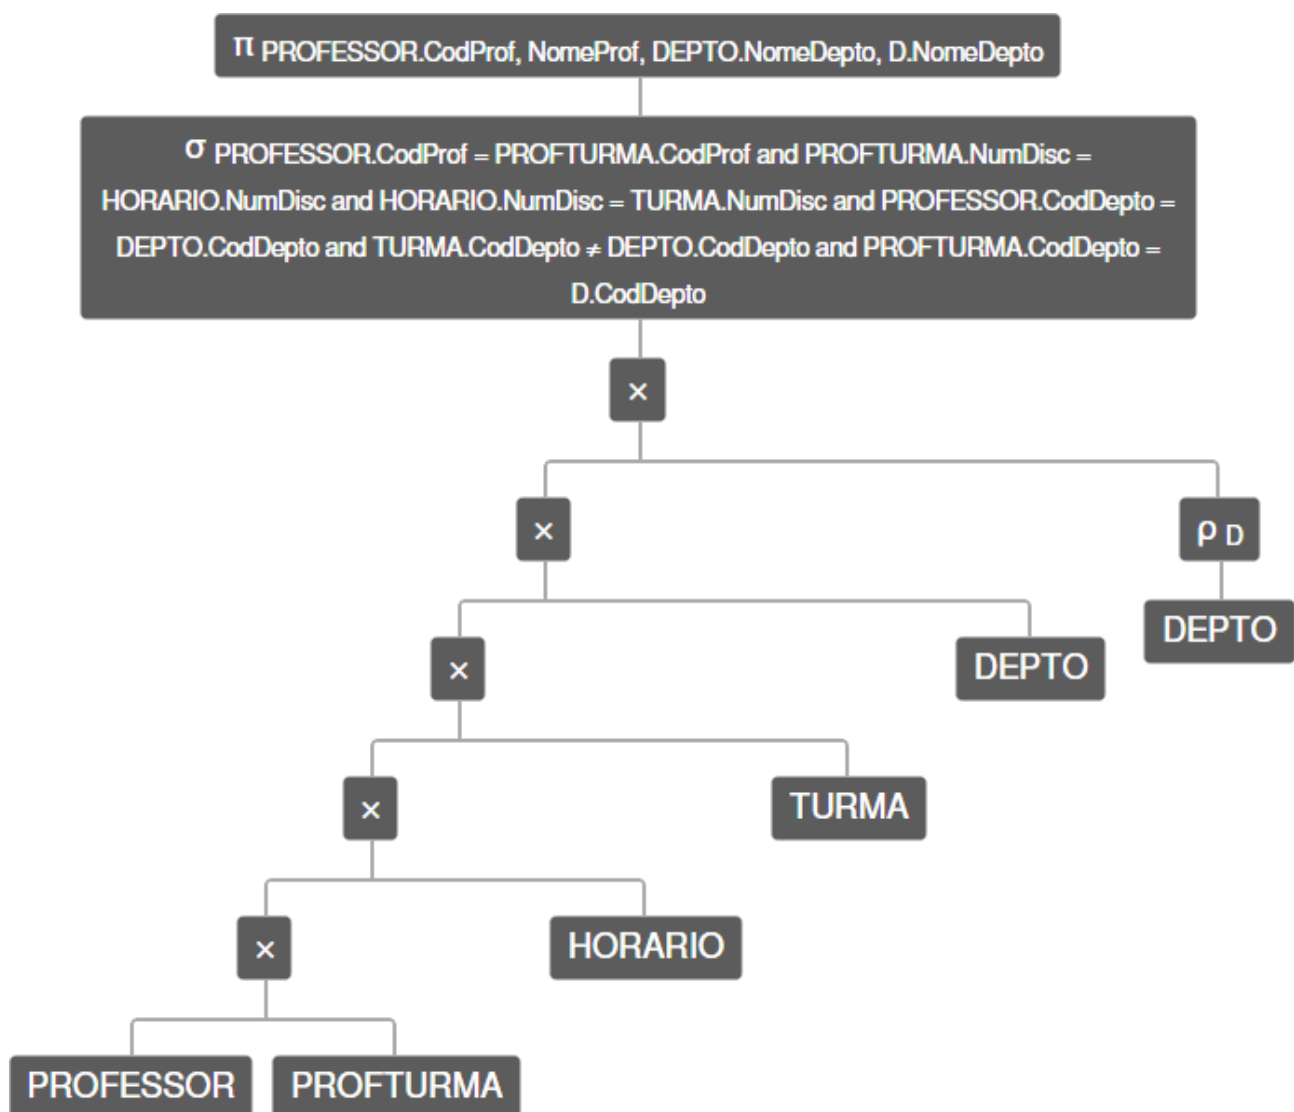 π PROFESSOR.CodProf, NomeProf, DEPTO.NomeDepto, D.NomeDepto
σ PROFESSOR.CodProf = PROFTURMA.CodProf and PROFTURMA.NumDisc =
HORARIO.NumDisc and HORARIO.NumDisc = TURMA.NumDisc and PROFESSOR.CodDepto =
DEPTO.CodDepto and TURMA.CodDepto ≠ DEPTO.CodDepto and PROFTURMA.CodDepto =
D.CodDepto
×
×
ρ D
×
DEPTO
DEPTO
×
TURMA
×
HORARIO
PROFESSOR
PROFTURMA